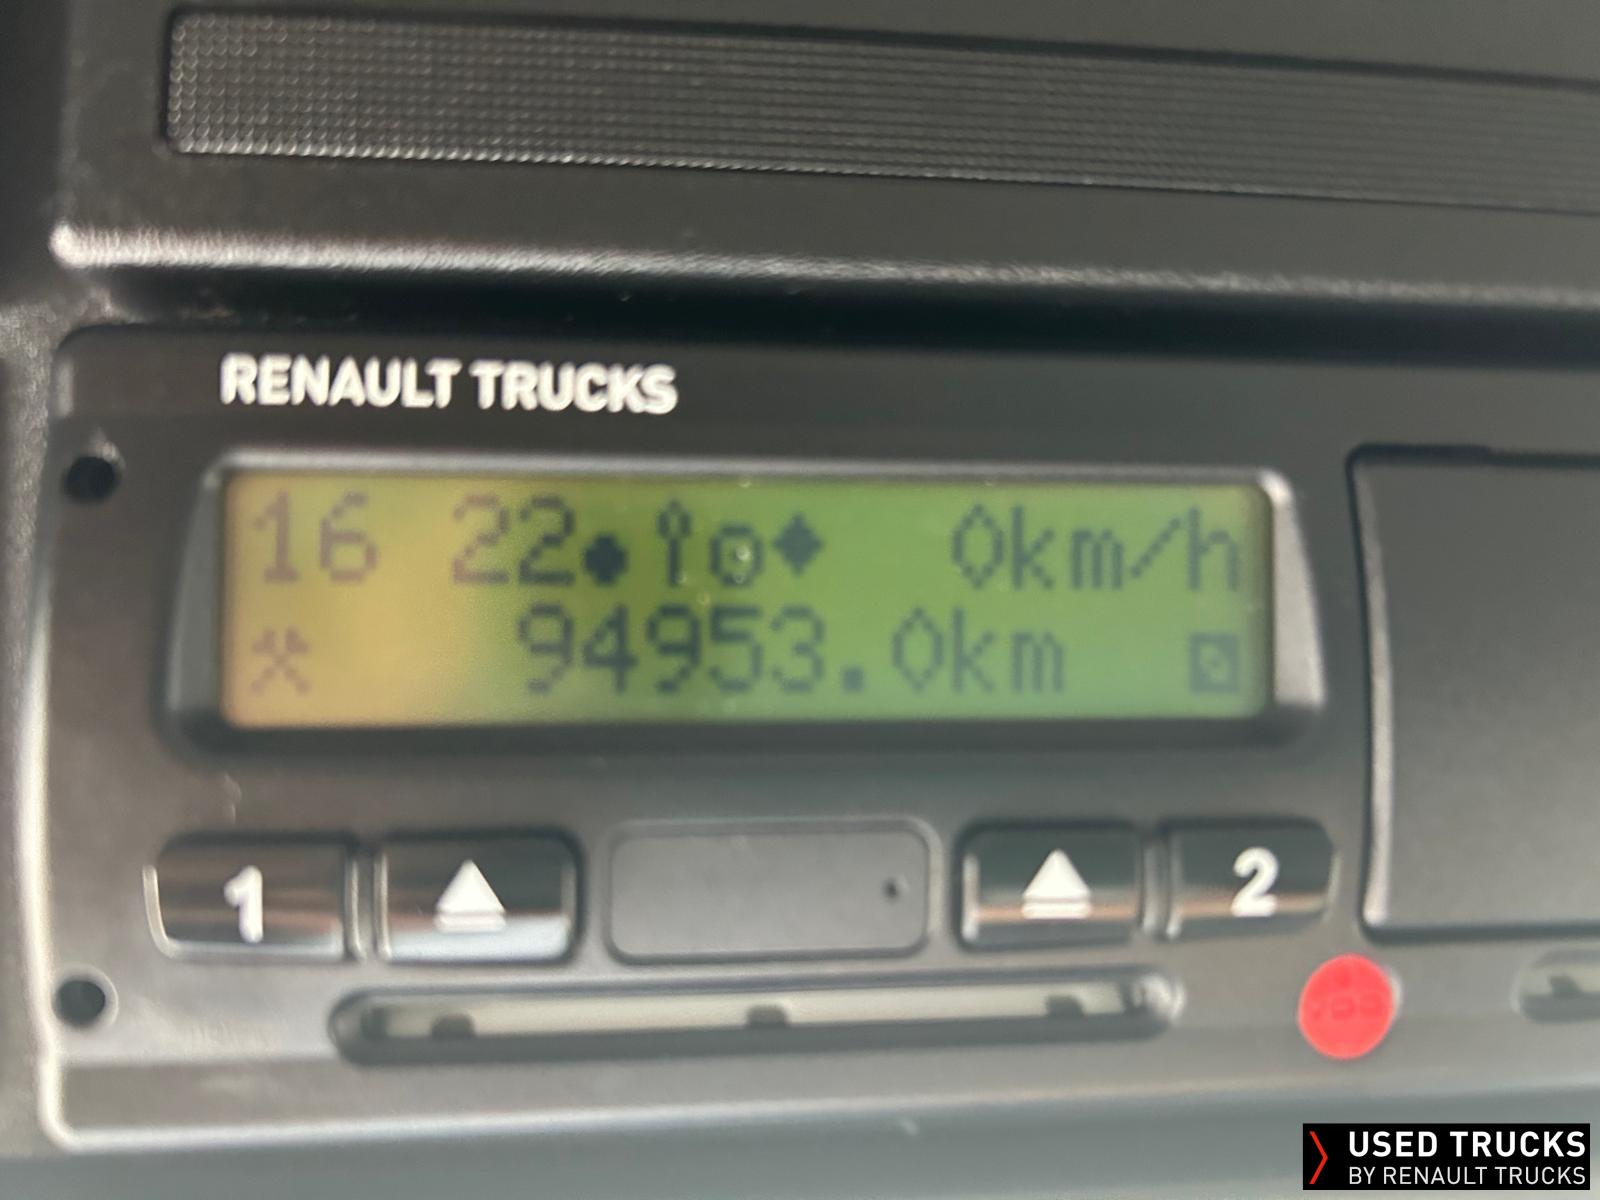 RENAULT TRUCKS
16 22 0km/h
94953.0km
1
2
USED TRUCKS
BY RENAULT TRUCKS